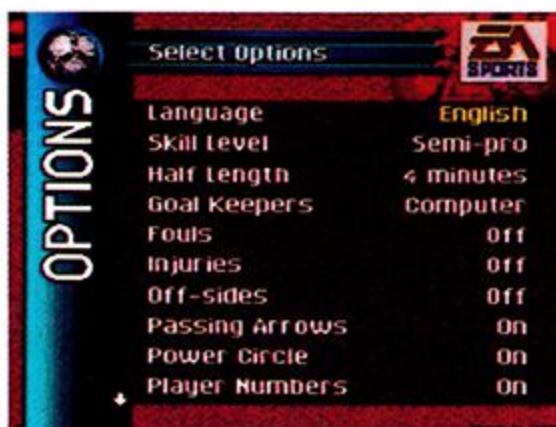 Select Options
EA
SPORTS
OPTIONS
Language English
Skill Level Semi-pro
Half Length 4 minutes
Goal Keepers Computer
Fouls Off
Injuries Off
Off-sides Off
Passing Arrows On
Power Circle On
Player Numbers On